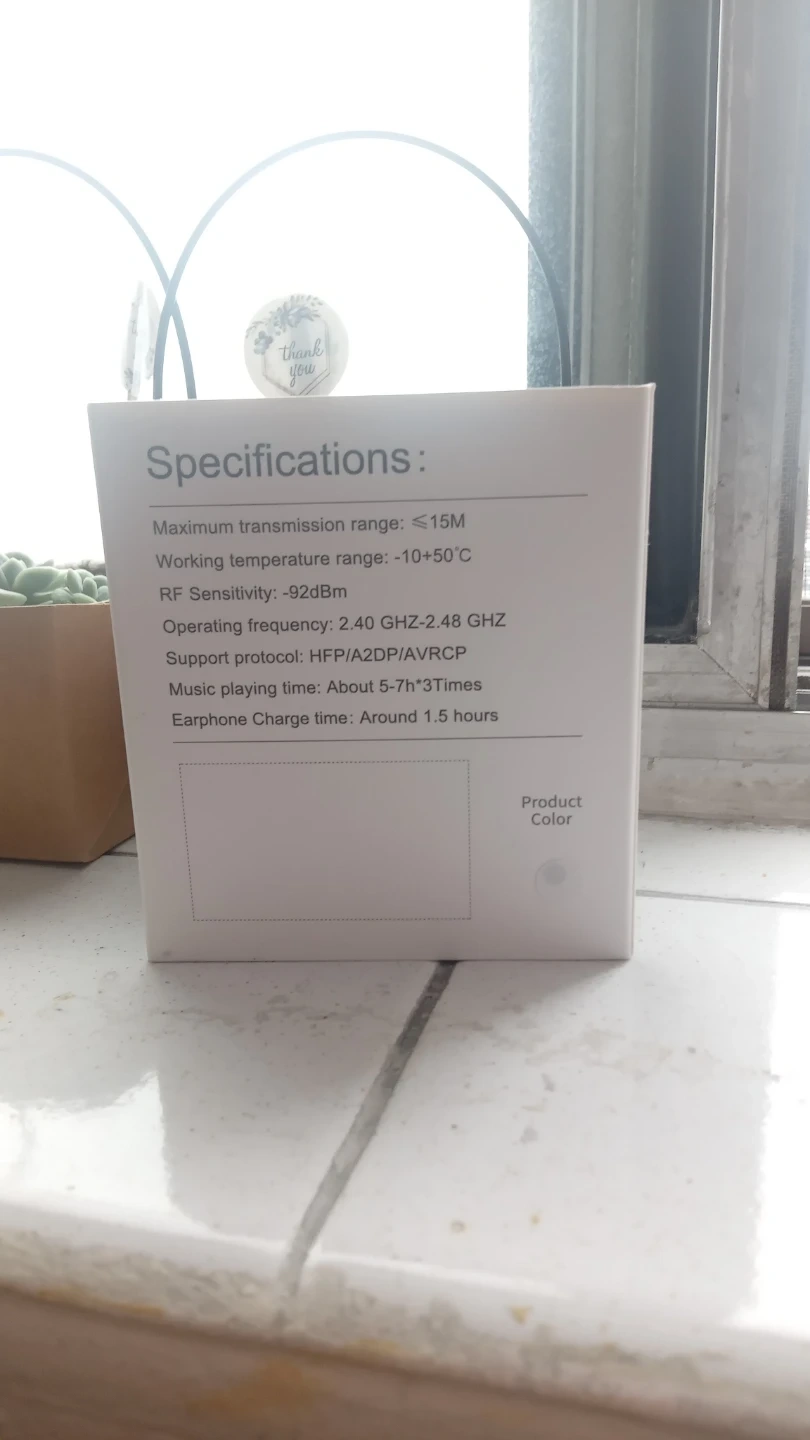 thank
you
Specifications:
Maximum transmission range: ⩽15M
Working temperature range: -10+50℃
RF Sensitivity: -92dBm
Operating frequency: 2.40 GHZ-2.48 GHZ
Support protocol: HFP/A2DP/AVRCP
Music playing time: About 5-7h*3Times
Earphone Charge time: Around 1.5 hours
Product
Color